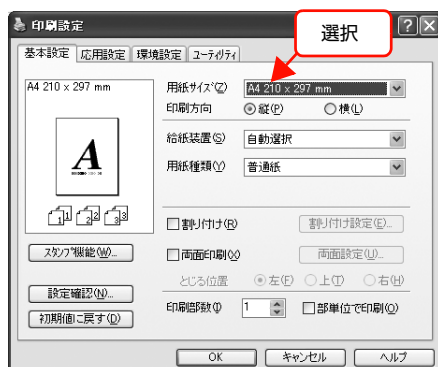 印刷設定
選択
基本設定 応用設定 環境設定 ユーティリティ
A4 210 x 297 mm
用紙サイズ(Z) A4 210 x 297 mm
印刷方向 縦(P) 横(L)
給紙装置(S) 自動選択
用紙種類(Y) 普通紙
A
1 1 2 2 3 3
割り付け(R) 割り付け設定(E)...
スタンプ機能(W)... 両面印刷(X) 両面設定(U)...
とじる位置 左(F) 上(T) 右(H)
設定確認(N)...
印刷部数(I) 1 部単位で印刷(O)
初期値に戻す(D)
OK キャンセル ヘルプ